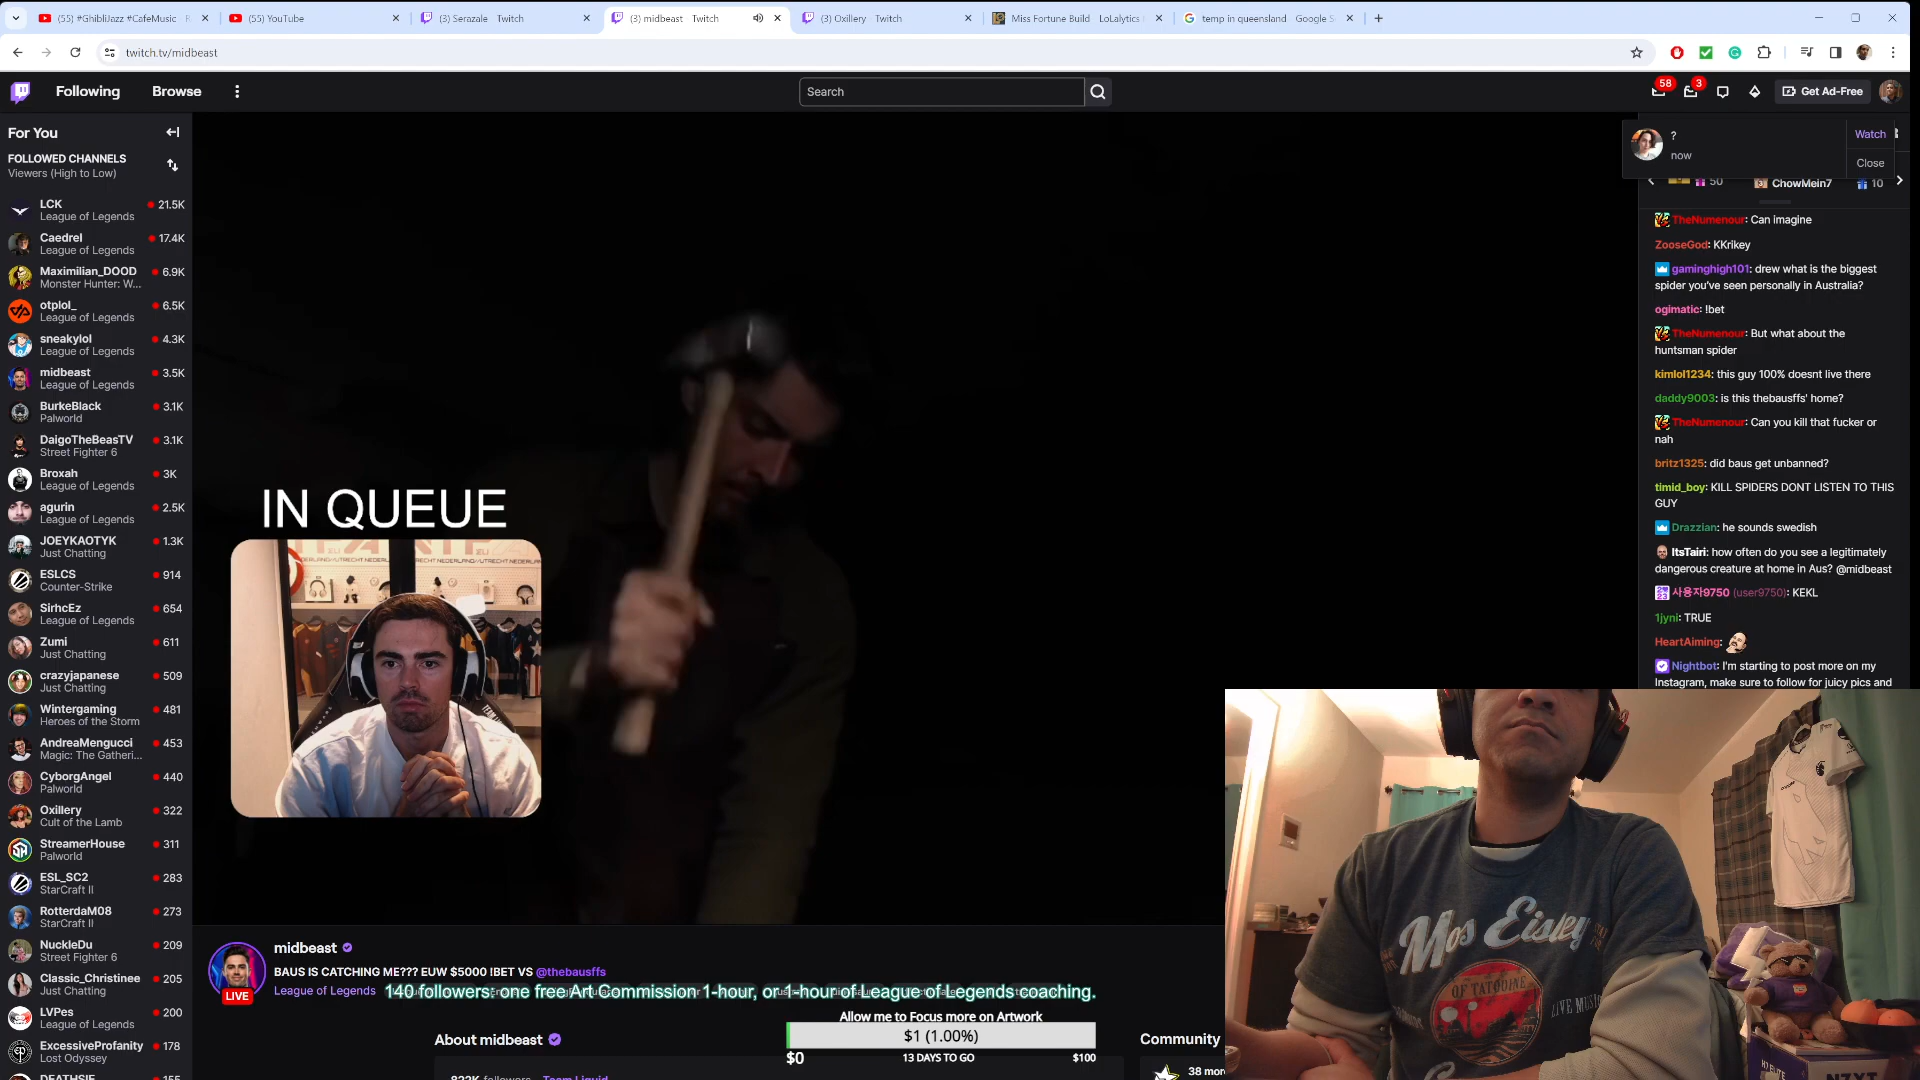 (55) #GhibliJazz #CafeMusic
(55) YouTube
(3) Serazale Twitch
(3) midbeast Twitch
(3) Oxillery Twitch
Miss Fortune Build LoLalytics
temp in queensland Google S
twitch.tv/midbeast
Following
Browse
Search
58
3
Get Ad-Free
For You
FOLLOWED CHANNELS
Viewers (High to Low)
LCK 21.5K
League of Legends
Caedrel 17.4K
League of Legends
Maximilian_DOOD 6.9K
Monster Hunter: W...
otplol_ 6.5K
League of Legends
sneakylol 4.3K
League of Legends
midbeast 3.5K
League of Legends
BurkeBlack 3.1K
Palworld
DaigoTheBeasTV 3.1K
Street Fighter 6
Broxah 3K
League of Legends
agurin 2.5K
League of Legends
JOEYKAOTYK 1.3K
Just Chatting
ESLCS 914
Counter-Strike
SirhcEz 654
League of Legends
Zumi 611
Just Chatting
crazyjapanese 509
Just Chatting
Wintergaming 481
Heroes of the Storm
AndreaMengucci 453
Magic: The Gatheri...
CyborgAngel 440
Palworld
Oxillery 322
Cult of the Lamb
StreamerHouse 311
Palworld
ESL_SC2 283
StarCraft II
RotterdaM08 273
StarCraft II
NuckleDu 209
Street Fighter 6
Classic_Christinee 205
Just Chatting
LVPes 200
League of Legends
ExcessiveProfanity 178
Lost Odyssey
IN QUEUE
?
now
Watch
Close
50
ChowMein7
10
TheNumenour: Can imagine
ZooseGod: KKrikey
gaminghigh101: drew what is the biggest
spider you've seen personally in Australia?
ogimatic: !bet
TheNumenour: But what about the
huntsman spider
kimlol1234: this guy 100% doesnt live there
daddy9003: is this thebausffs' home?
TheNumenour: Can you kill that fucker or
nah
britz1325: did baus get unbanned?
timid_boy: KILL SPIDERS DONT LISTEN TO THIS
GUY
Drazzian: he sounds swedish
ItsTairi: how often do you see a legitimately
dangerous creature at home in Aus? @midbeast
사용자9750 (user9750): KEKL
1jyni: TRUE
HeartAiming:
Nightbot: I'm starting to post more on my
Instagram, make sure to follow for juicy pics and
LIVE
midbeast
BAUS IS CATCHING ME??? EUW $5000 !BET VS @thebausffs
League of Legends
140 followers: one free Art Commission 1-hour, or 1-hour of League of Legends coaching.
Allow me to Focus more on Artwork
$1 (1.00%)
$0
13 DAYS TO GO
$100
About midbeast
Community
Mos Eisley
OF TATOOINE
LIVE MUSIC